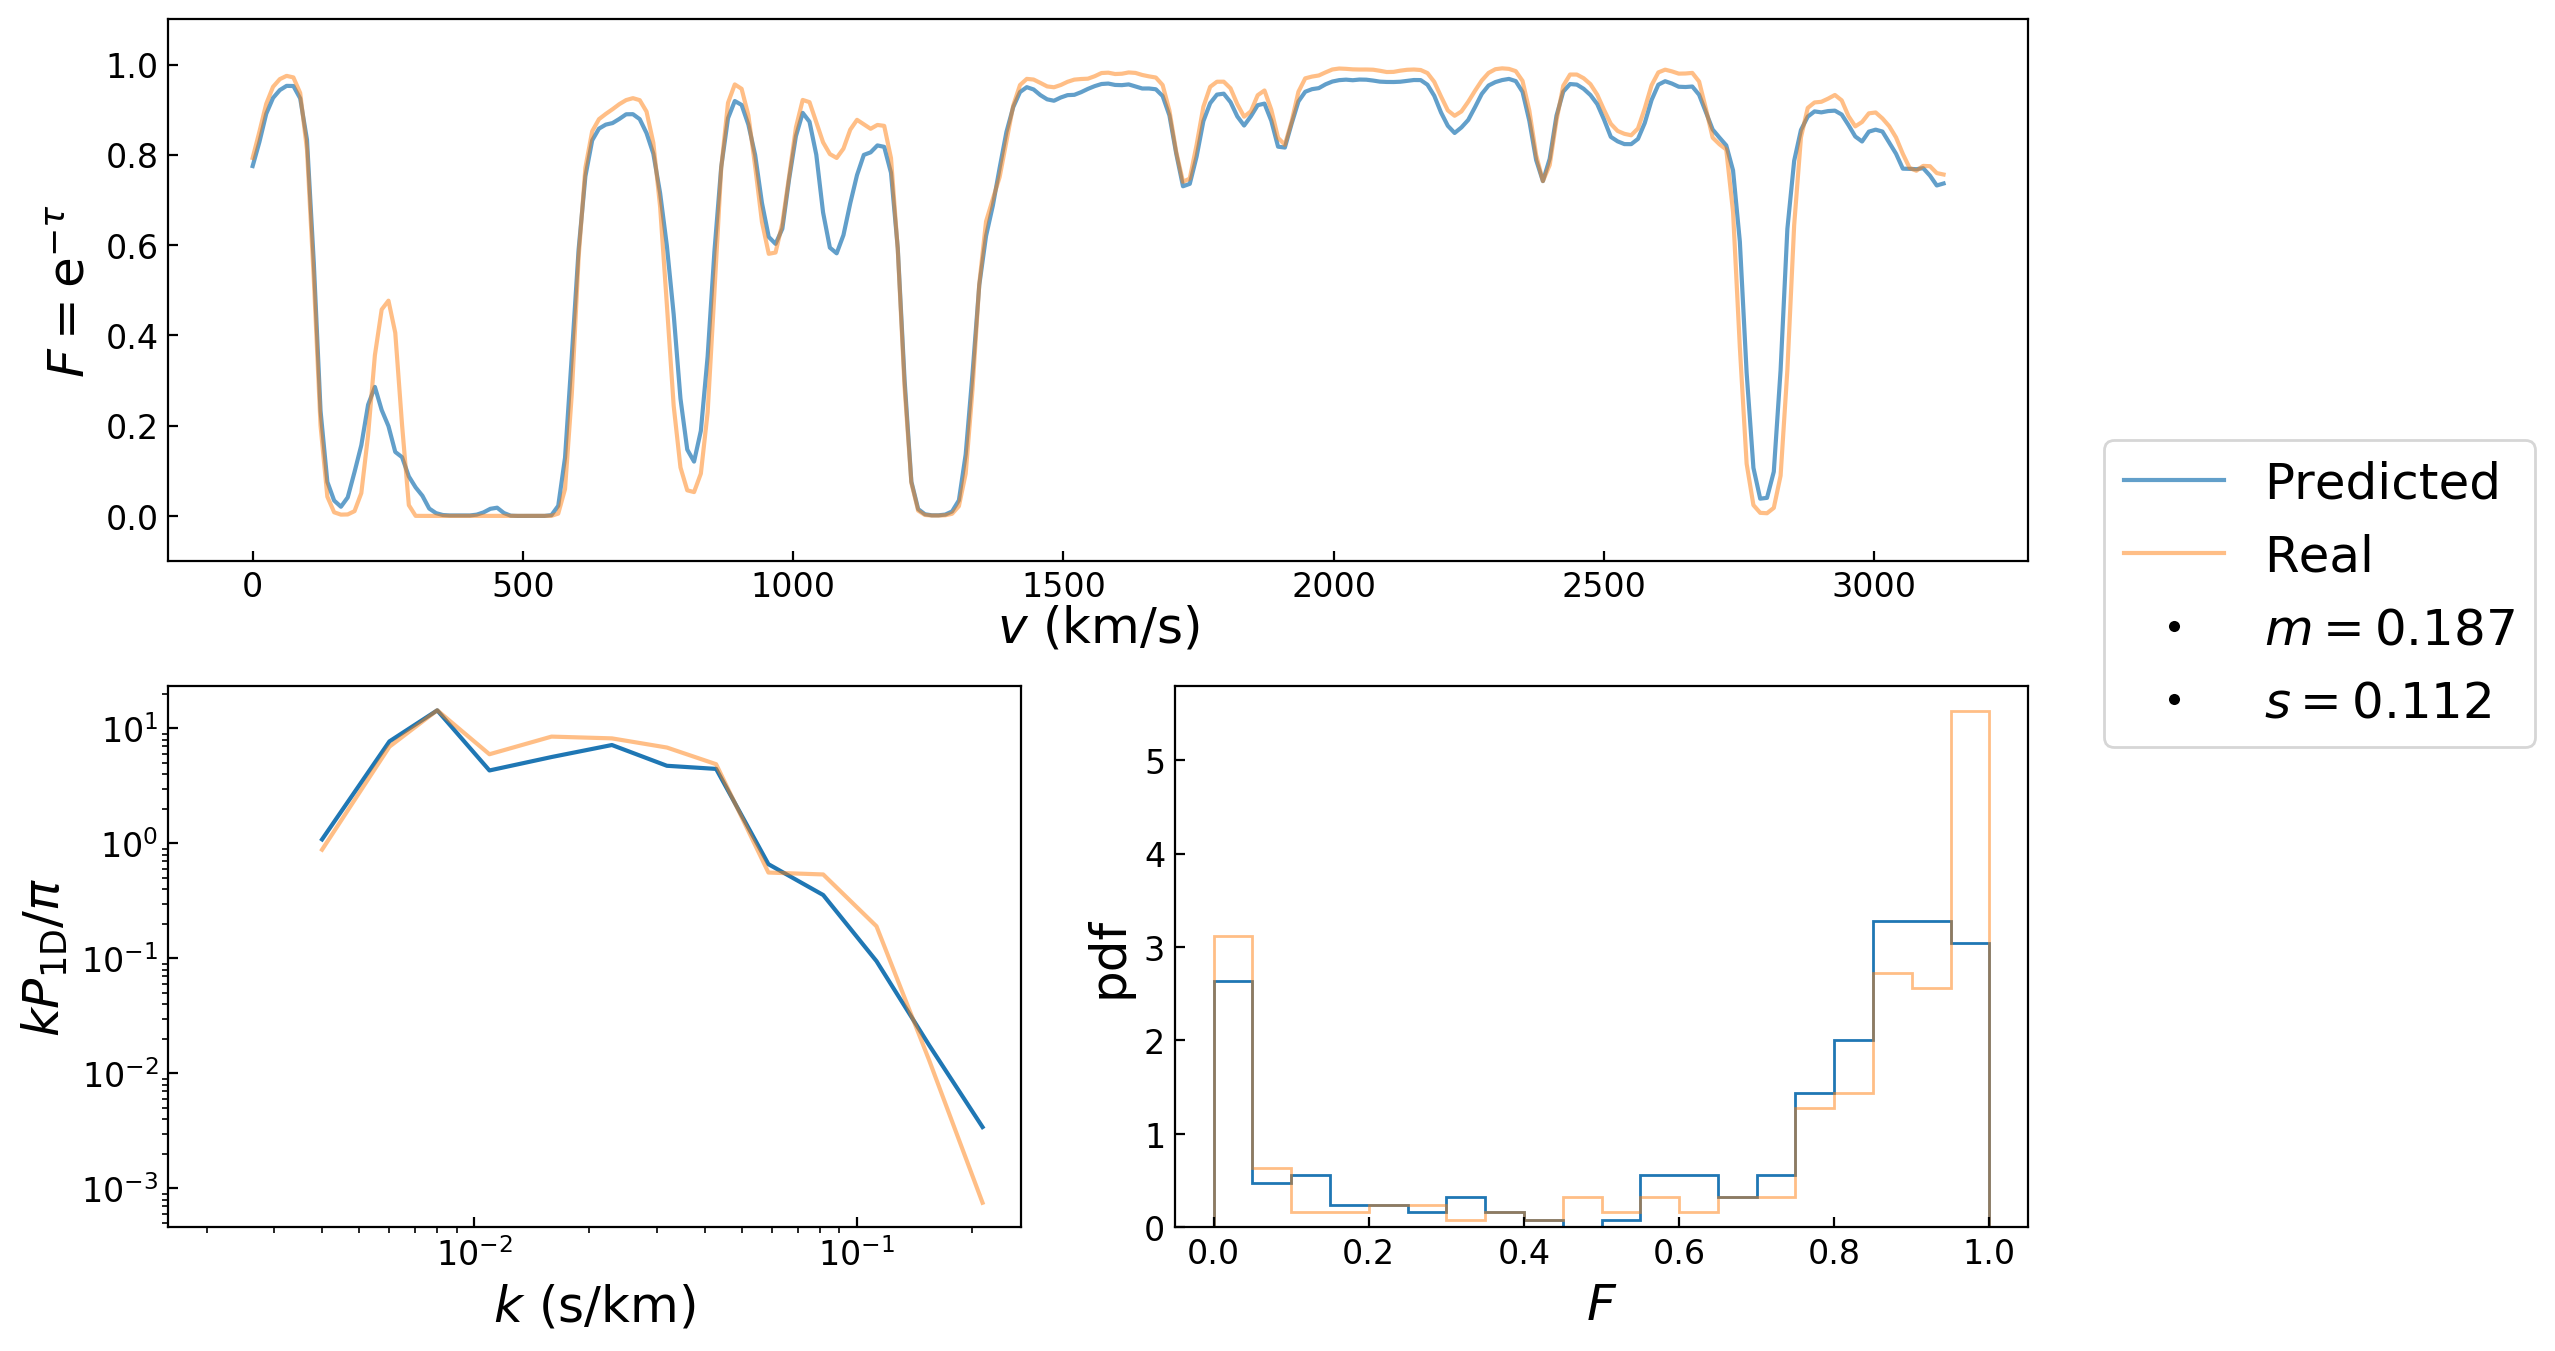 F = e^{−τ}
1.0
0.8
0.6
0.4
0.2
0.0
0 500 1000 1500 2000 2500 3000
v (km/s)
Predicted
Real
m = 0.187
s = 0.112
kP_{1D}/π
10^1
10^0
10^{−1}
10^{−2}
10^{−3}
10^{−2} 10^{−1}
k (s/km)
pdf
5
4
3
2
1
0
0.0 0.2 0.4 0.6 0.8 1.0
F